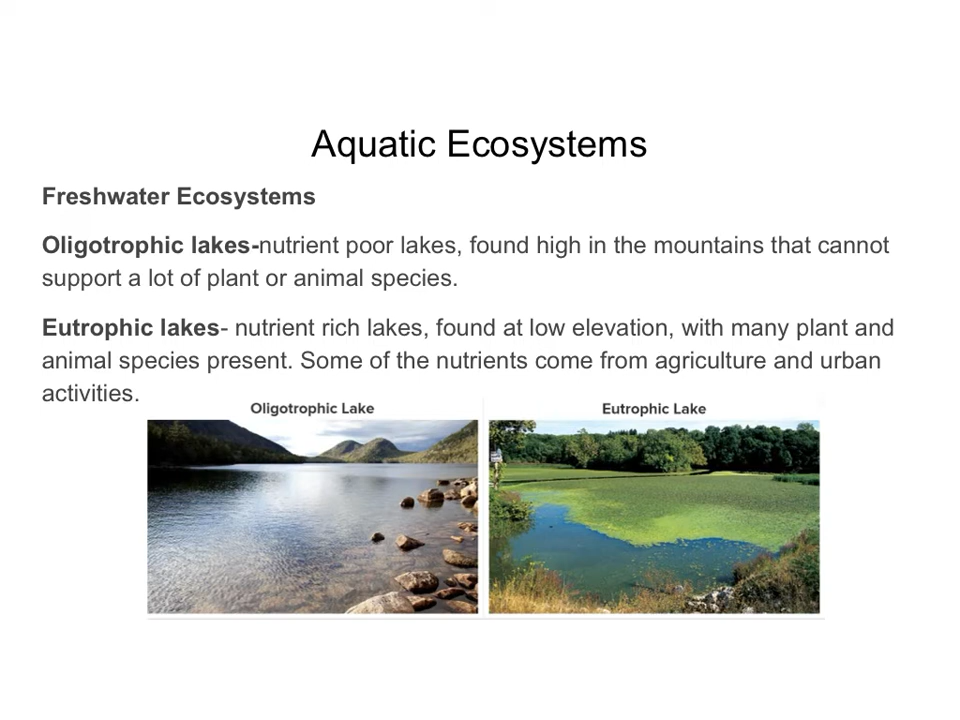 Aquatic Ecosystems
Freshwater Ecosystems
Oligotrophic lakes-nutrient poor lakes, found high in the mountains that cannot
support a lot of plant or animal species.
Eutrophic lakes- nutrient rich lakes, found at low elevation, with many plant and
animal species present. Some of the nutrients come from agriculture and urban
activities.
Oligotrophic Lake
Eutrophic Lake